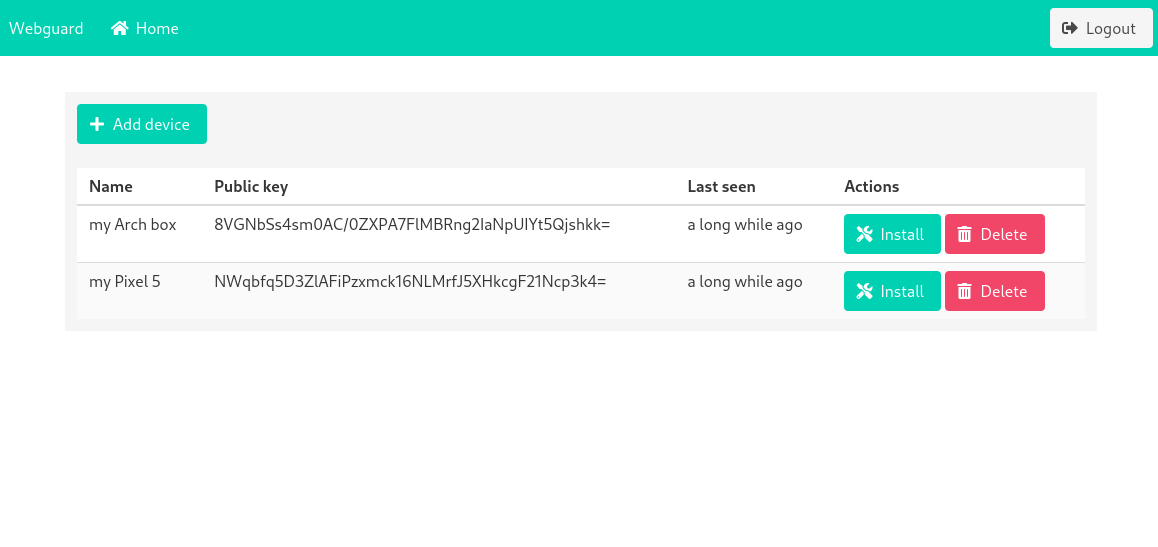 Webguard Home Logout
Add device
Name Public key Last seen Actions
my Arch box 8VGNbSs4sm0AC/0ZXPA7FlMBRng2IaNpUIYt5Qjshkk= a long while ago Install Delete
my Pixel 5 NWqbfq5D3ZlAFiPzxmck16NLMrfJ5XHkcgF21Ncp3k4= a long while ago Install Delete